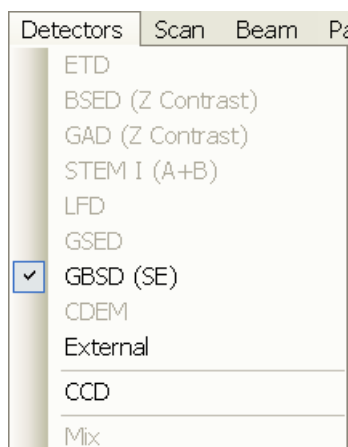 Detectors Scan Beam
ETD
BSED (Z Contrast)
GAD (Z Contrast)
STEM I (A+B)
LFD
GSED
GBSD (SE)
CDEM
External
CCD
Mix